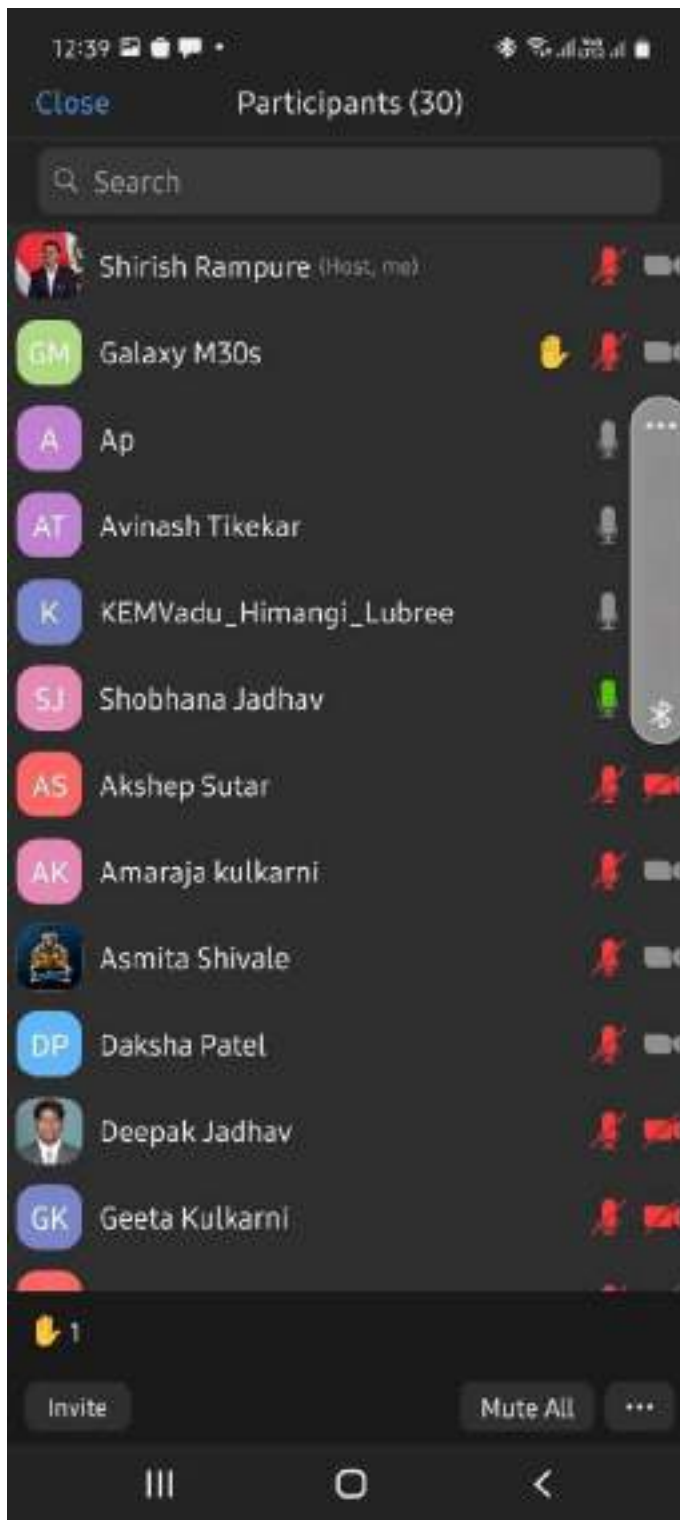 12:39
Close Participants (30)
Search
Shirish Rampure (Host, me)
GM Galaxy M30s
A Ap
AT Avinash Tikekar
K KEMVadu_Himangi_Lubree
SJ Shobhana Jadhav
AS Akshep Sutar
AK Amaraja kulkarni
Asmita Shivale
DP Daksha Patel
Deepak Jadhav
GK Geeta Kulkarni
1
Invite Mute All